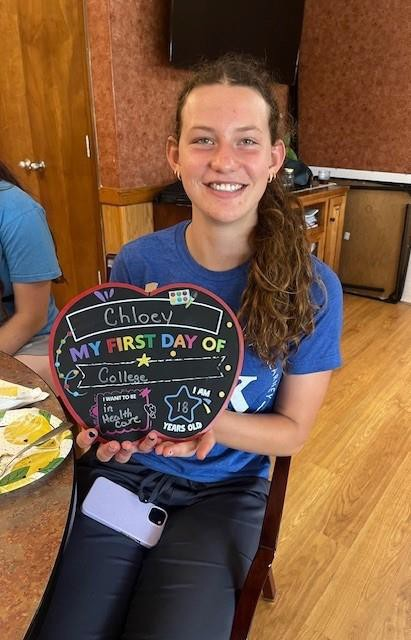 Chloey
MY FIRST DAY OF
College
I WANT TO BE
in
Health
care
I AM
18
YEARS OLD